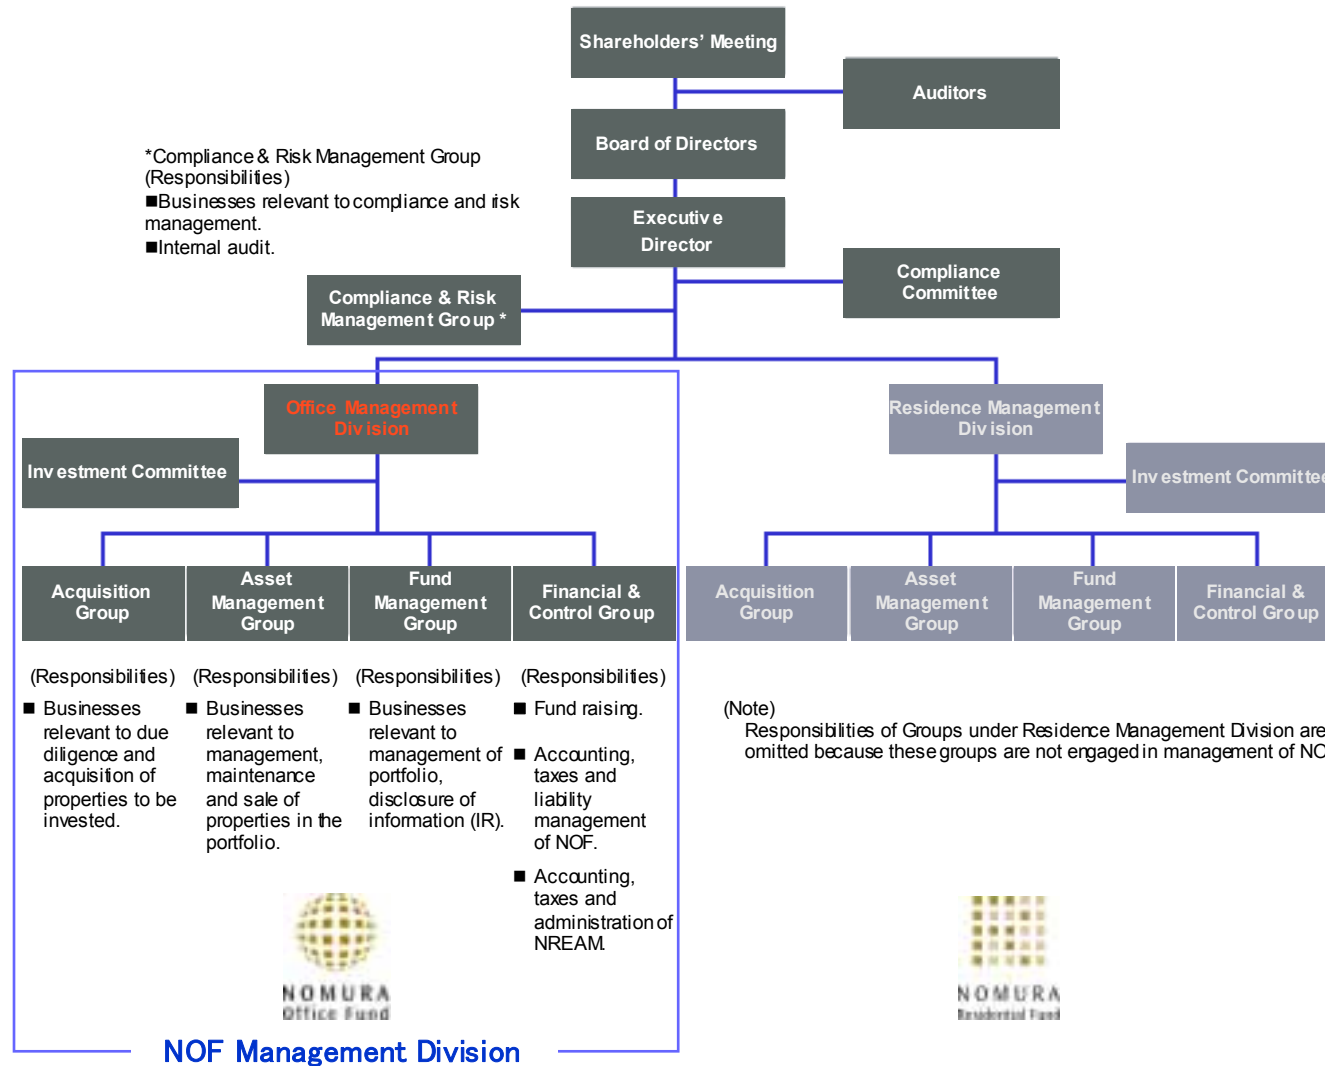 Shareholders' Meeting
Auditors
Board of Directors
*Compliance & Risk Management Group
(Responsibilities)
■Businesses relevant to compliance and risk
management.
■Internal audit.
Executive
Director
Compliance
Committee
Compliance & Risk
Management Group *
Office Management
Division
Residence Management
Division
Investment Committee
Investment Committee
Acquisition
Group
Asset
Management
Group
Fund
Management
Group
Financial &
Control Group
Acquisition
Group
Asset
Management
Group
Fund
Management
Group
Financial &
Control Group
(Responsibilities)
■ Businesses
relevant to due
diligence and
acquisition of
properties to be
invested.
(Responsibilities)
■ Businesses
relevant to
management,
maintenance
and sale of
properties in the
portfolio.
(Responsibilities)
■ Businesses
relevant to
management of
portfolio,
disclosure of
information (IR).
(Responsibilities)
■ Fund raising.
■ Accounting,
taxes and
liability
management
of NOF.
■ Accounting,
taxes and
administration of
NREAM.
(Note)
Responsibilities of Groups under Residence Management Division are
omitted because these groups are not engaged in management of NO
NOMURA
Office Fund
NOMURA
Residential Fund
NOF Management Division